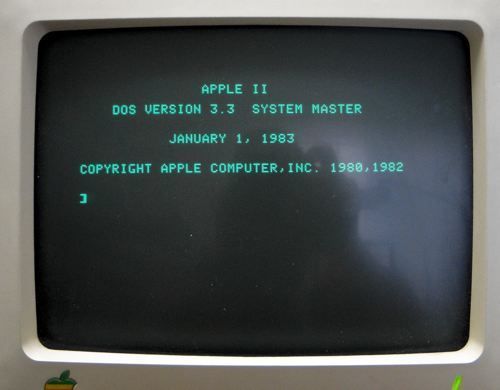 APPLE II
DOS VERSION 3.3 SYSTEM MASTER
JANUARY 1, 1983
COPYRIGHT APPLE COMPUTER,INC. 1980,1982
]